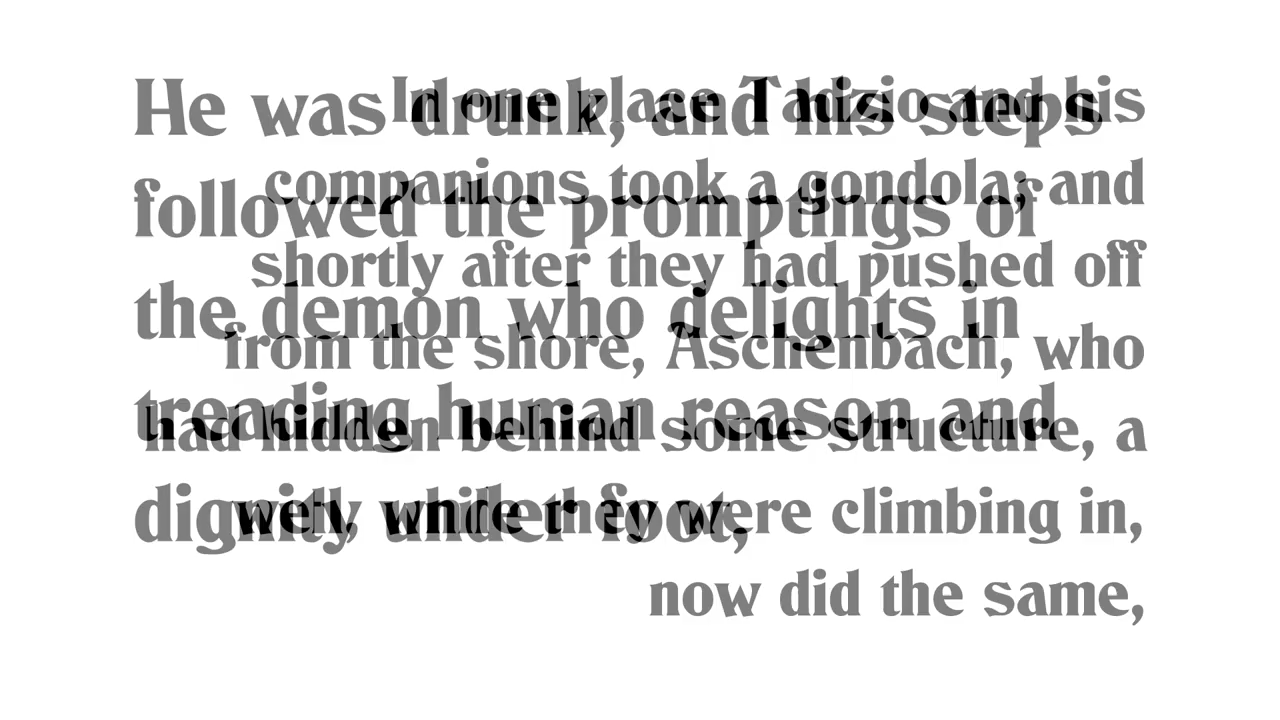 He was drunk, and his steps
followed the promptings of
the demon who delights in
treading human reason and
dignity under foot,
In one place Tadzio and his
companions took a gondola; and
shortly after they had pushed off
from the shore, Aschenbach, who
had hidden behind some structure, a
well, while they were climbing in,
now did the same,